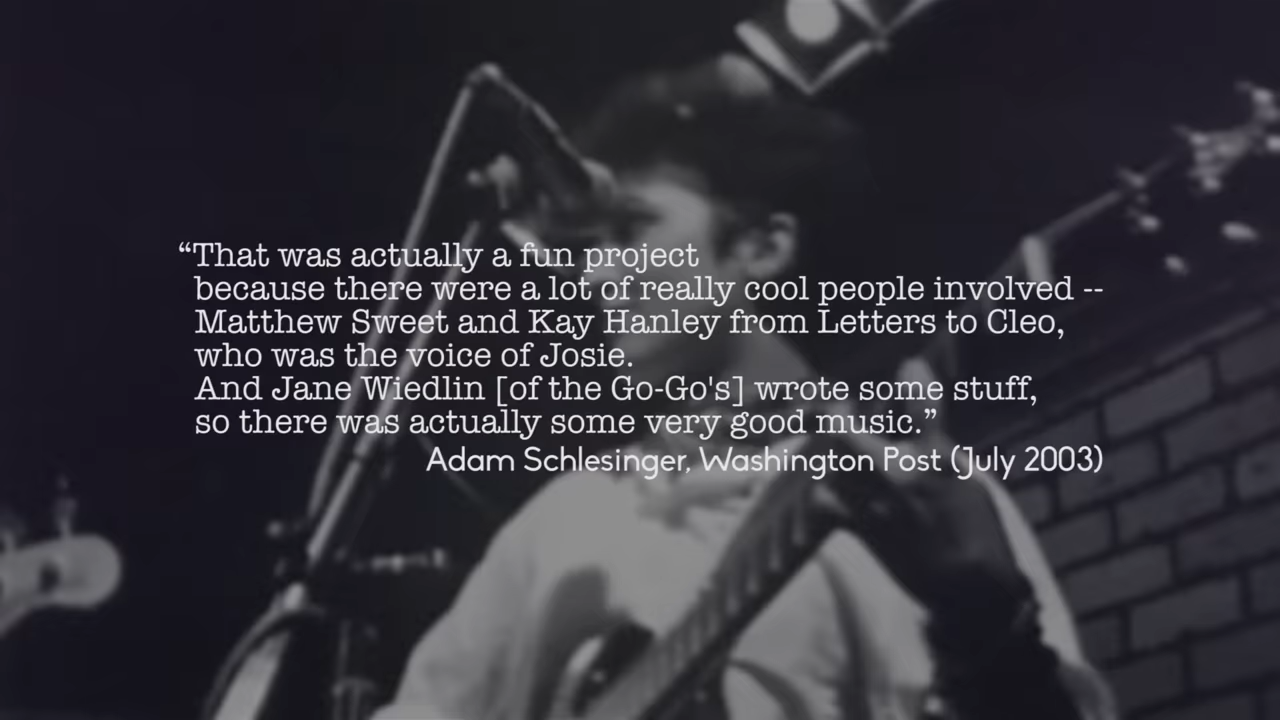 “That was actually a fun project
because there were a lot of really cool people involved --
Matthew Sweet and Kay Hanley from Letters to Cleo,
who was the voice of Josie.
And Jane Wiedlin [of the Go-Go's] wrote some stuff,
so there was actually some very good music.”
Adam Schlesinger, Washington Post (July 2003)